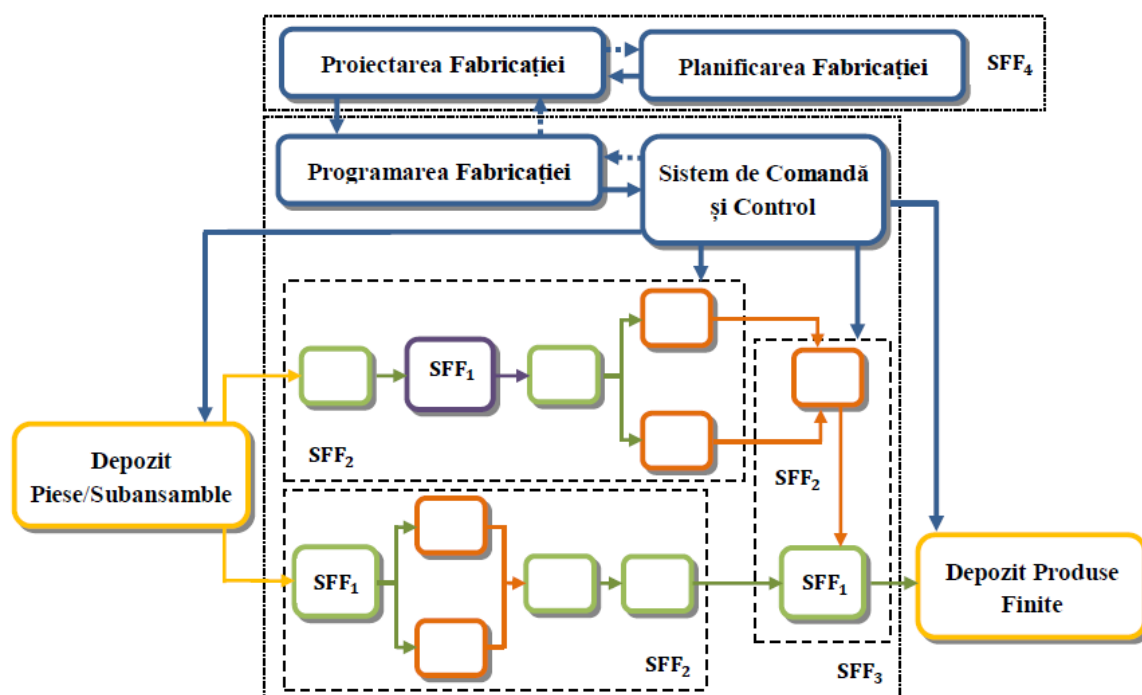 Proiectarea Fabricației
Planificarea Fabricației
SFF₄
Programarea Fabricației
Sistem de Comandă
și Control
SFF₁
SFF₂
Depozit
Piese/Subansamble
SFF₂
SFF₁
SFF₁
Depozit Produse
Finite
SFF₂
SFF₃